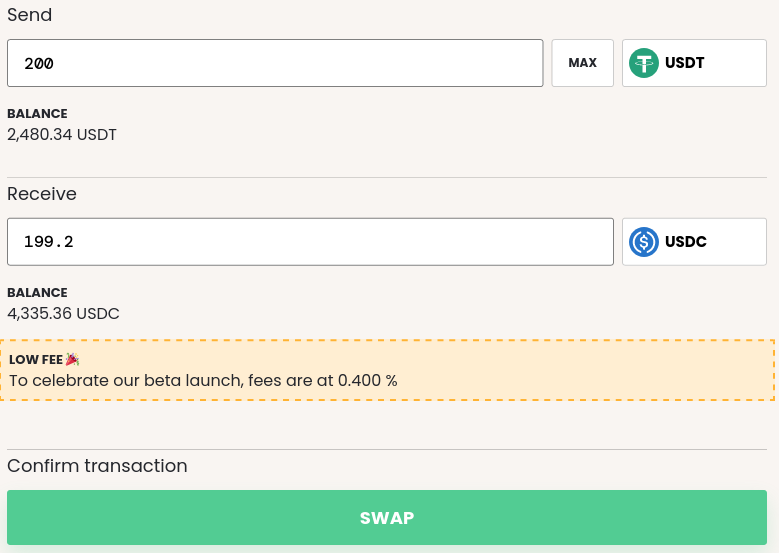 Send
200 MAX USDT
BALANCE
2,480.34 USDT
Receive
199.2 USDC
BALANCE
4,335.36 USDC
LOW FEE🎉
To celebrate our beta launch, fees are at 0.400 %
Confirm transaction
SWAP